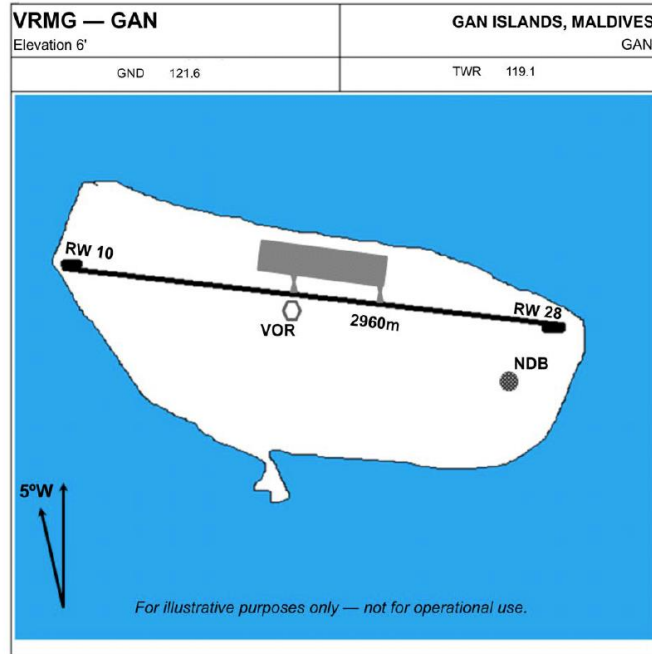 VRMG — GAN
Elevation 6'
GAN ISLANDS, MALDIVES
GAN
GND 121.6
TWR 119.1
RW 10
RW 28
VOR
2960m
NDB
5ºW
For illustrative purposes only — not for operational use.